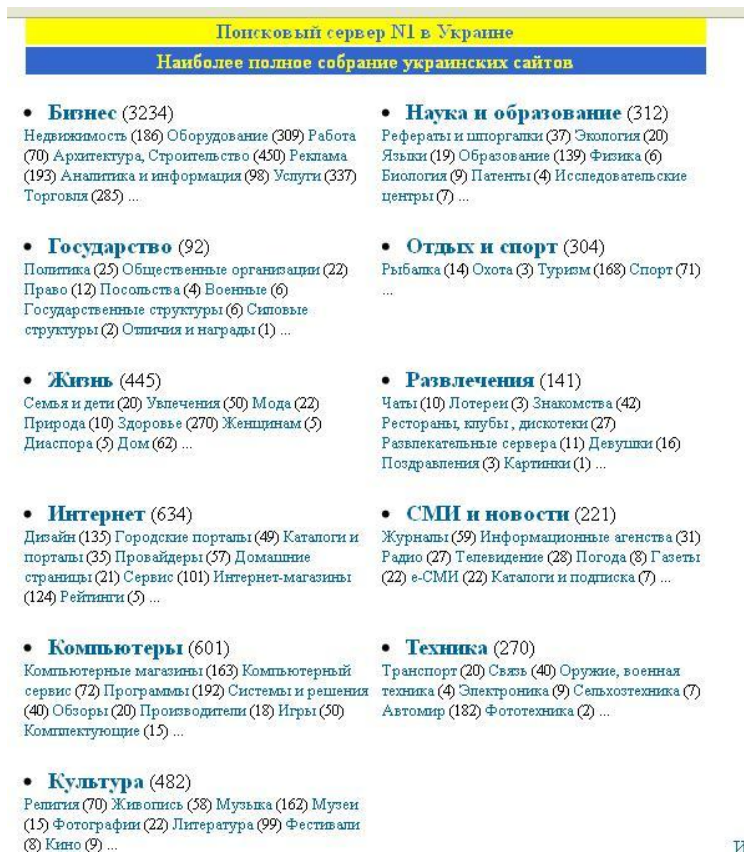 Поисковый сервер N1 в Украине
Наиболее полное собрание украинских сайтов
• Бизнес (3234)
Недвижимость (186) Оборудование (309) Работа
(70) Архитектура, Строительство (450) Реклама
(193) Аналитика и информация (98) Услуги (337)
Торговля (285) ...
• Наука и образование (312)
Рефераты и шпоргалки (37) Экология (20)
Языки (19) Образование (139) Физика (6)
Биология (9) Патенты (4) Исследовательские
центры (7) ...
• Государство (92)
Политика (25) Общественные организации (22)
Право (12) Посольства (4) Военные (6)
Государственные структуры (6) Силовые
структуры (2) Отличия и награды (1) ...
• Отдых и спорт (304)
Рыбалка (14) Охота (3) Туризм (168) Спорт (71)
...
• Жизнь (445)
Семья и дети (20) Увлечения (50) Мода (22)
Природа (10) Здоровье (270) Женщинам (5)
Диаспора (5) Дом (62) ...
• Развлечения (141)
Чаты (10) Лотереи (3) Знакомства (42)
Рестораны, клубы , дискотеки (27)
Развлекательные сервера (11) Девушки (16)
Поздравления (3) Картинки (1) ...
• Интернет (634)
Дизайн (135) Городские порталы (49) Каталоги и
порталы (35) Провайдеры (57) Домашние
страницы (21) Сервис (101) Интернет-магазины
(124) Рейтинги (5) ...
• СМИ и новости (221)
Журналы (59) Информационные агенства (31)
Радио (27) Телевидение (28) Погода (8) Газеты
(22) е-СМИ (22) Каталоги и подписка (7) ...
• Компьютеры (601)
Компьютерные магазины (163) Компьютерный
сервис (72) Программы (192) Системы и решения
(40) Обзоры (20) Производители (18) Игры (50)
Комплектующие (15) ...
• Техника (270)
Транспорт (20) Связь (40) Оружие, военная
техника (4) Электроника (9) Сельхозтехника (7)
Автомир (182) Фототехника (2) ...
• Культура (482)
Религия (70) Живопись (58) Музыка (162) Музеи
(15) Фотографии (22) Литература (99) Фестивали
(8) Кино (9) ...
И